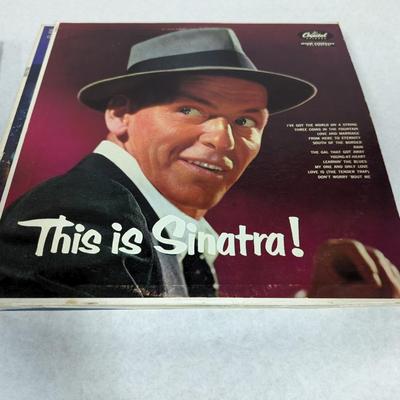 Capitol
RECORDS
HIGH FIDELITY
I'VE GOT THE WORLD ON A STRING
THREE COINS IN THE FOUNTAIN
LOVE AND MARRIAGE
FROM HERE TO ETERNITY
SOUTH OF THE BORDER
RAIN
THE GAL THAT GOT AWAY
YOUNG-AT-HEART
LEARNIN' THE BLUES
MY ONE AND ONLY LOVE
LOVE IS (THE TENDER TRAP)
DON'T WORRY 'BOUT ME
This is Sinatra!